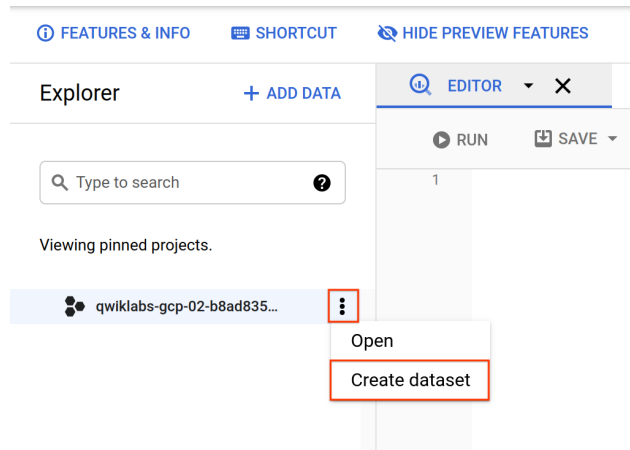 FEATURES & INFO SHORTCUT HIDE PREVIEW FEATURES
Explorer + ADD DATA
EDITOR
RUN SAVE
Type to search
1
Viewing pinned projects.
qwiklabs-gcp-02-b8ad835...
Open
Create dataset